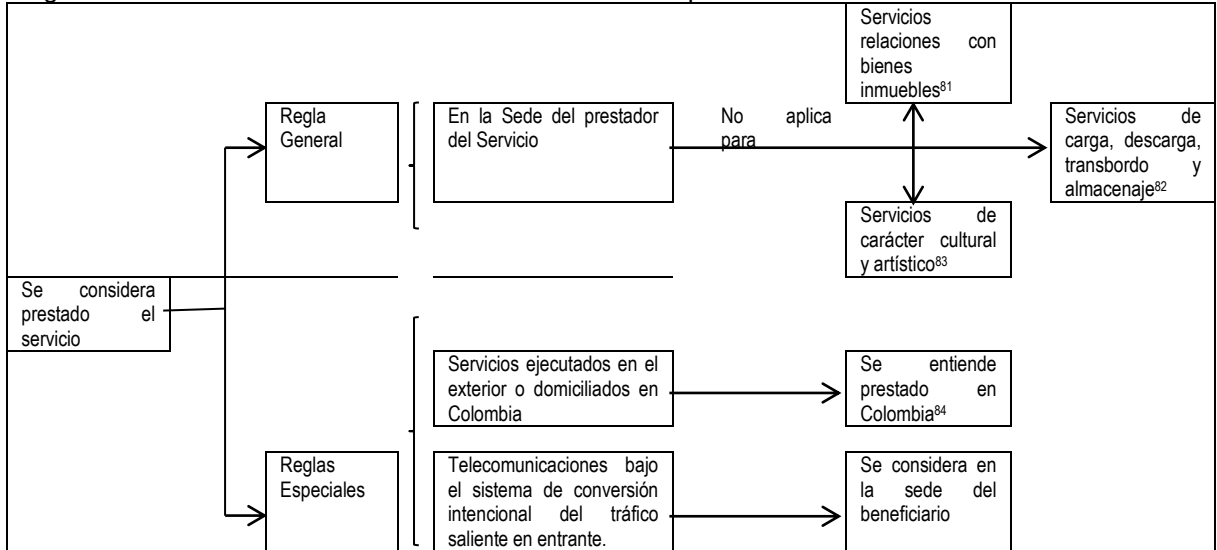 Servicios
relaciones con
bienes
inmuebles⁸¹
Regla
General
En la Sede del prestador
del Servicio
No aplica
para
Servicios de
carga, descarga,
transbordo y
almacenaje⁸²
Servicios de
carácter cultural
y artístico⁸³
Se considera
prestado el
servicio
Servicios ejecutados en el
exterior o domiciliados en
Colombia
Se entiende
prestado en
Colombia⁸⁴
Reglas
Especiales
Telecomunicaciones bajo
el sistema de conversión
intencional del tráfico
saliente en entrante.
Se considera en
la sede del
beneficiario